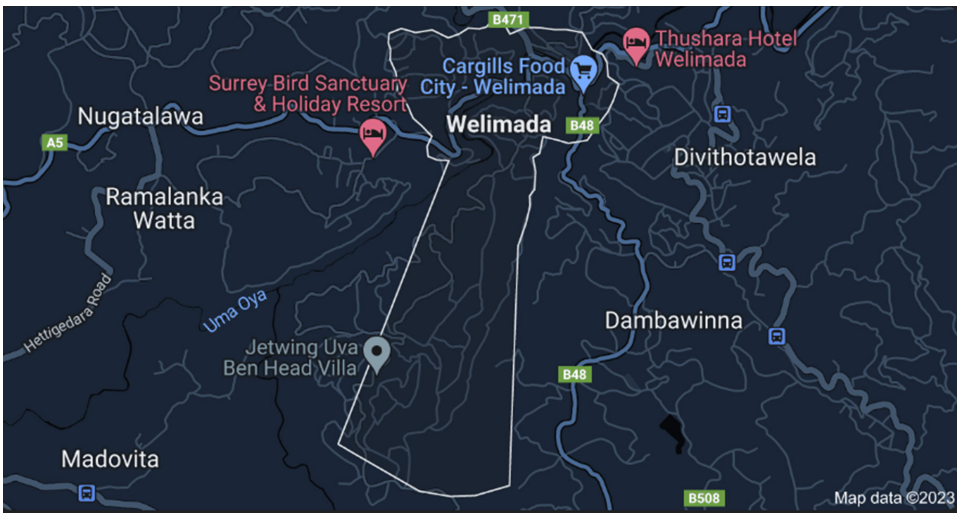 B471
Thushara Hotel
Welimada
Cargills Food
City - Welimada
Surrey Bird Sanctuary
& Holiday Resort
Nugatalawa
Welimada
B48
A5
Divithotawela
Ramalanka
Watta
Hettigedara Road
Uma Oya
Dambawinna
Jetwing Uva
Ben Head Villa
B48
Madovita
B508
Map data ©2023